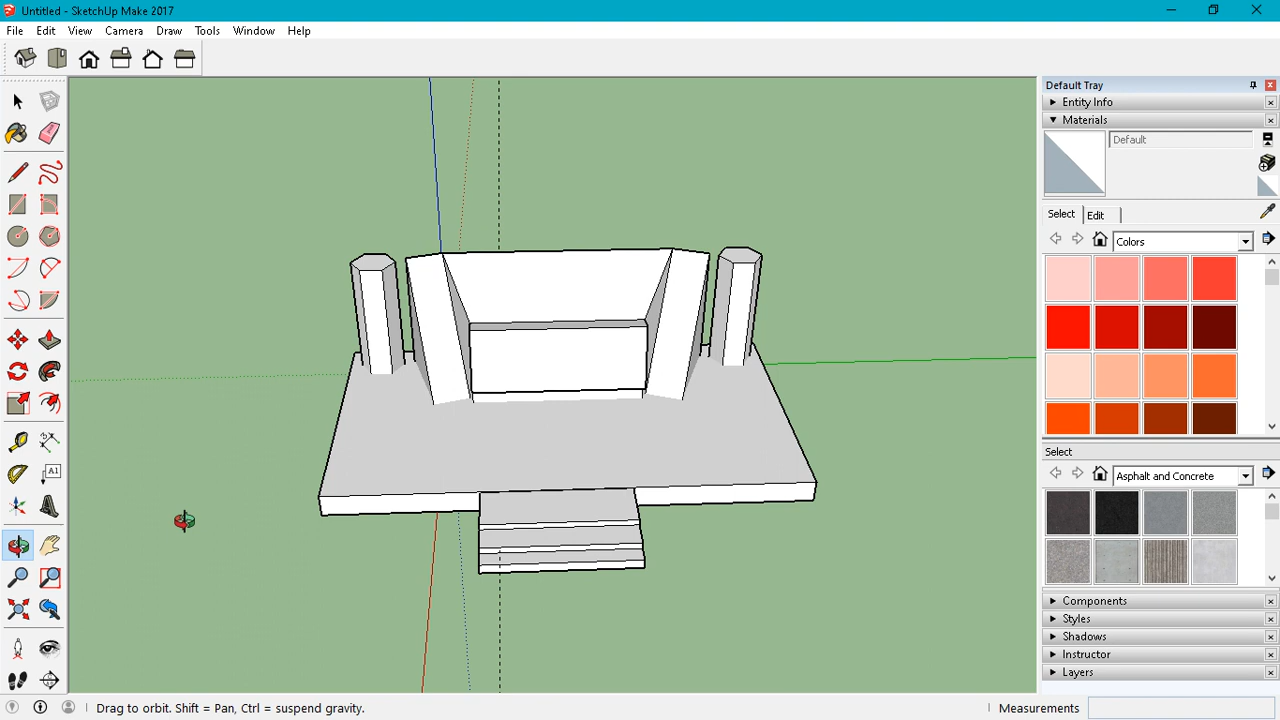 Untitled - SketchUp Make 2017
File Edit View Camera Draw Tools Window Help
Default Tray
Entity Info
Materials
Default
Select Edit
Colors
A1
Select
Asphalt and Concrete
Components
Styles
Shadows
Instructor
Layers
Drag to orbit. Shift = Pan, Ctrl = suspend gravity.
Measurements